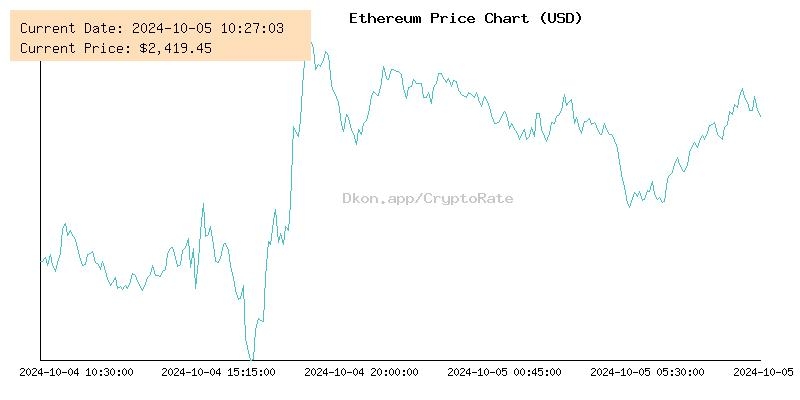 Ethereum Price Chart (USD)
Current Date: 2024-10-05 10:27:03
Current Price: $2,419.45
Dkon.app/CryptoRate
2024-10-04 10:30:00
2024-10-04 15:15:00
2024-10-04 20:00:00
2024-10-05 00:45:00
2024-10-05 05:30:00
2024-10-05